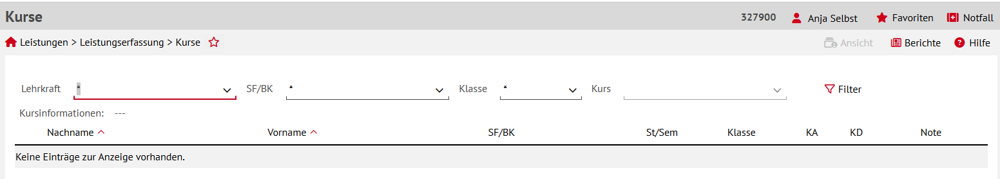 Kurse 327900 Anja Selbst Favoriten Notfall
Leistungen > Leistungserfassung > Kurse Ansicht Berichte Hilfe
Lehrkraft * SF/BK * Klasse * Kurs Filter
Kursinformationen: ---
Nachname Vorname SF/BK St/Sem Klasse KA KD Note
Keine Einträge zur Anzeige vorhanden.